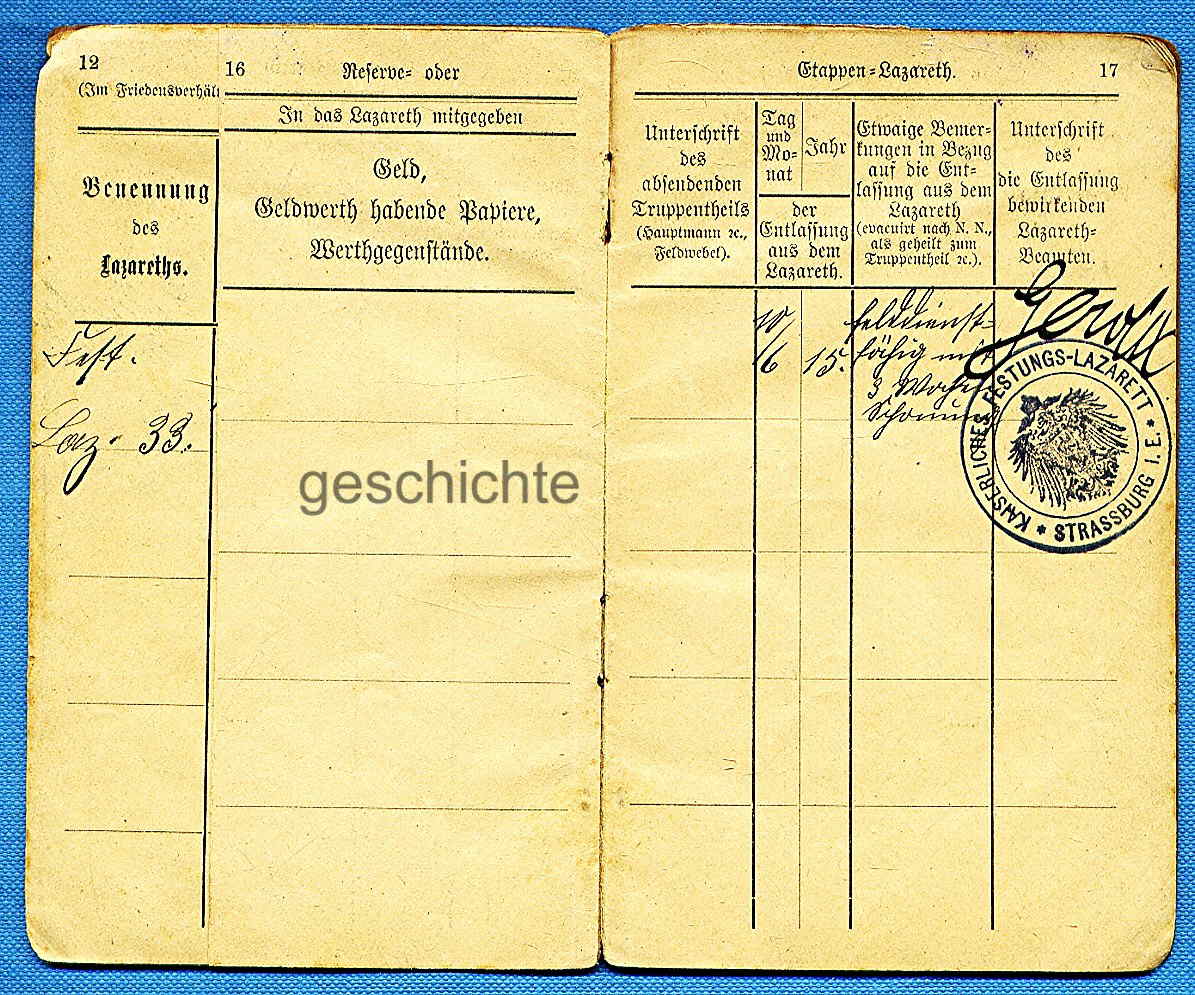 12
(Im Friedensverhält
Benennung
des
Lazareths.
Fest.
Laz. 33.
16 Reserve- oder
In das Lazareth mitgegeben
Geld,
Geldwerth habende Papiere,
Werthgegenstände.
geschichte
Etappen-Lazareth. 17
Unterschrift
des
absendenden
Truppentheils
(Hauptmann ꝛc.,
Feldwebel).
Tag
und
Mo-
nat
Jahr
der
Entlassung
aus dem
Lazareth.
Etwaige Bemer-
kungen in Bezug
auf die Ent-
lassung aus dem
Lazareth
(evacuirt nach N. N.,
als geheilt zum
Truppentheil ꝛc.).
Unterschrift
des
die Entlassung
bewirkenden
Lazareth-
Beamten.
10/
6
15.
felddienst-
fähig mit
3 Wochen
Schonung
KAISERLICHES FESTUNGS-LAZARETT * STRASSBURG I. E. *